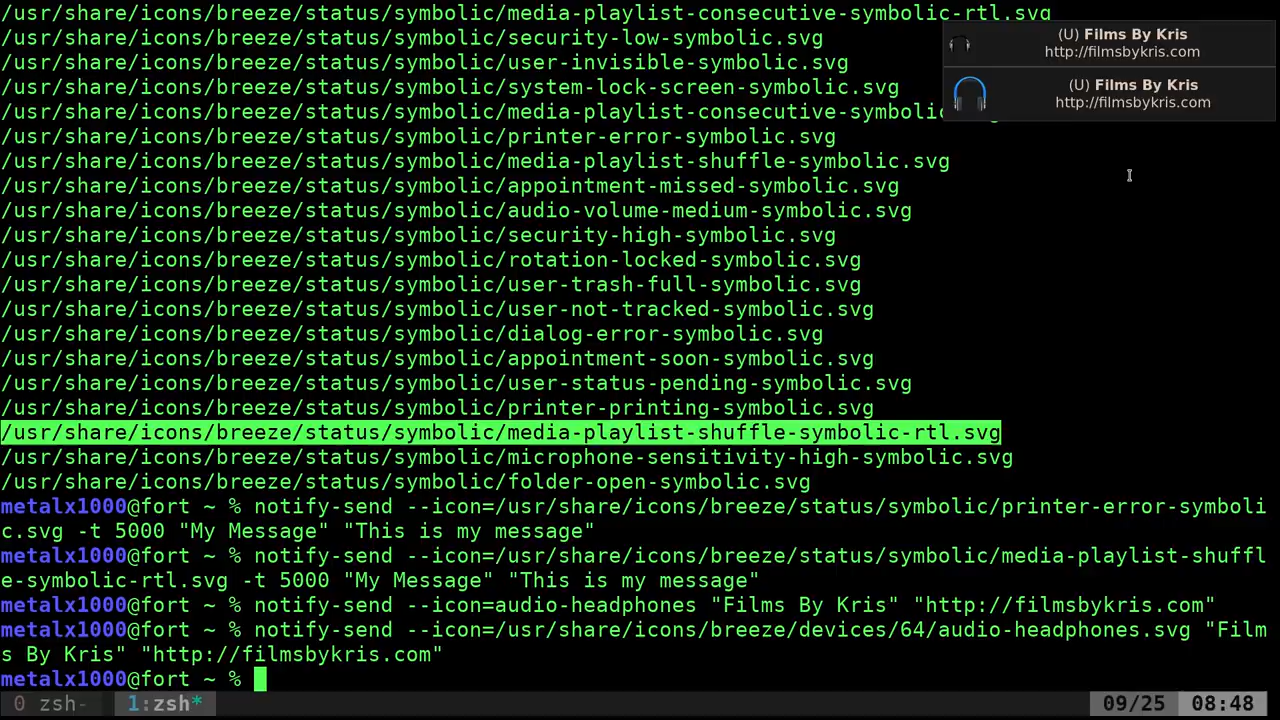 /usr/share/icons/breeze/status/symbolic/media-playlist-consecutive-symbolic-rtl.svg
/usr/share/icons/breeze/status/symbolic/security-low-symbolic.svg
/usr/share/icons/breeze/status/symbolic/user-invisible-symbolic.svg
/usr/share/icons/breeze/status/symbolic/system-lock-screen-symbolic.svg
/usr/share/icons/breeze/status/symbolic/media-playlist-consecutive-symbolic.svg
/usr/share/icons/breeze/status/symbolic/printer-error-symbolic.svg
/usr/share/icons/breeze/status/symbolic/media-playlist-shuffle-symbolic.svg
/usr/share/icons/breeze/status/symbolic/appointment-missed-symbolic.svg
/usr/share/icons/breeze/status/symbolic/audio-volume-medium-symbolic.svg
/usr/share/icons/breeze/status/symbolic/security-high-symbolic.svg
/usr/share/icons/breeze/status/symbolic/rotation-locked-symbolic.svg
/usr/share/icons/breeze/status/symbolic/user-trash-full-symbolic.svg
/usr/share/icons/breeze/status/symbolic/user-not-tracked-symbolic.svg
/usr/share/icons/breeze/status/symbolic/dialog-error-symbolic.svg
/usr/share/icons/breeze/status/symbolic/appointment-soon-symbolic.svg
/usr/share/icons/breeze/status/symbolic/user-status-pending-symbolic.svg
/usr/share/icons/breeze/status/symbolic/printer-printing-symbolic.svg
/usr/share/icons/breeze/status/symbolic/media-playlist-shuffle-symbolic-rtl.svg
/usr/share/icons/breeze/status/symbolic/microphone-sensitivity-high-symbolic.svg
/usr/share/icons/breeze/status/symbolic/folder-open-symbolic.svg
metalx1000@fort ~ % notify-send --icon=/usr/share/icons/breeze/status/symbolic/printer-error-symboli
c.svg -t 5000 "My Message" "This is my message"
metalx1000@fort ~ % notify-send --icon=/usr/share/icons/breeze/status/symbolic/media-playlist-shuffl
e-symbolic-rtl.svg -t 5000 "My Message" "This is my message"
metalx1000@fort ~ % notify-send --icon=audio-headphones "Films By Kris" "http://filmsbykris.com"
metalx1000@fort ~ % notify-send --icon=/usr/share/icons/breeze/devices/64/audio-headphones.svg "Film
s By Kris" "http://filmsbykris.com"
metalx1000@fort ~ %
(U) Films By Kris
http://filmsbykris.com
(U) Films By Kris
http://filmsbykris.com
0 zsh- 1:zsh* 09/25 08:48